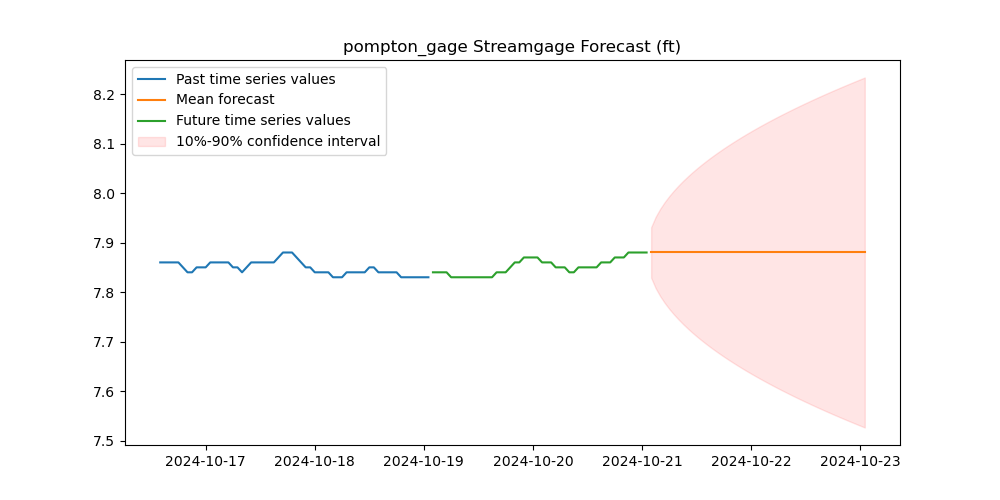 pompton_gage Streamgage Forecast (ft)
Past time series values
Mean forecast
Future time series values
10%-90% confidence interval
8.2
8.1
8.0
7.9
7.8
7.7
7.6
7.5
2024-10-17 2024-10-18 2024-10-19 2024-10-20 2024-10-21 2024-10-22 2024-10-23